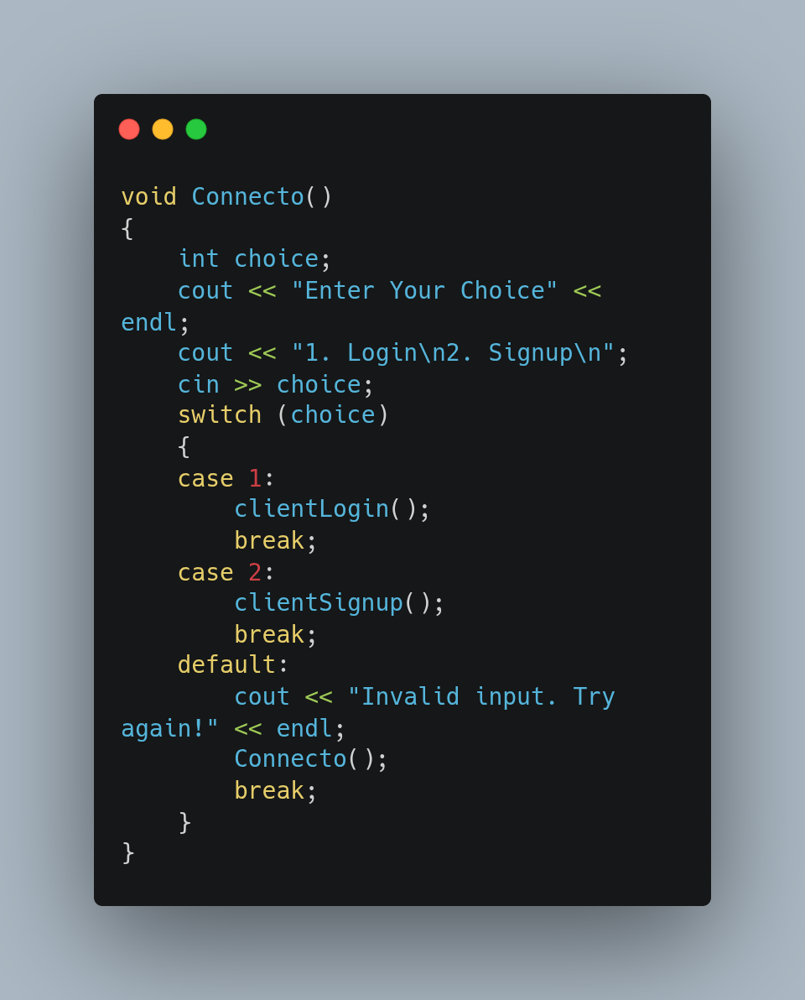 void Connecto()
{
    int choice;
    cout << "Enter Your Choice" <<
endl;
    cout << "1. Login\n2. Signup\n";
    cin >> choice;
    switch (choice)
    {
    case 1:
        clientLogin();
        break;
    case 2:
        clientSignup();
        break;
    default:
        cout << "Invalid input. Try
again!" << endl;
        Connecto();
        break;
    }
}